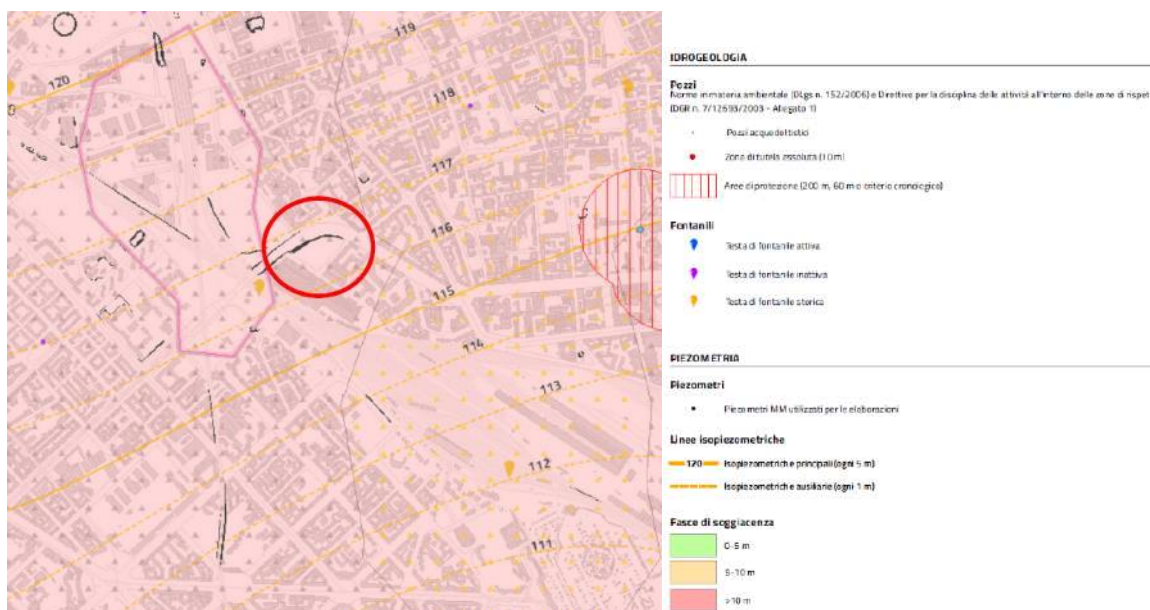 120
119
118
117
116
115
114
113
112
111
IDROGEOLOGIA
Pozzi
Norme in materia ambientale (DLgs n. 152/2006) e Direttive per la disciplina delle attività all'interno delle zone di rispet
(DGR n. 7/12693/2003 - Allegato 1)
Pozzi acquedottistici
Zone di tutela assoluta (10 m)
Aree di protezione (200 m, 60 m o criterio cronologico)
Fontanili
Testa di fontanile attiva
Testa di fontanile inattiva
Testa di fontanile storica
PIEZOMETRIA
Piezometri
Piezometri MM utilizzati per le elaborazioni
Linee isopiezometriche
120 Isopiezometriche principali (ogni 5 m)
Isopiezometriche ausiliarie (ogni 1 m)
Fasce di soggiacenza
0-5 m
5-10 m
>10 m